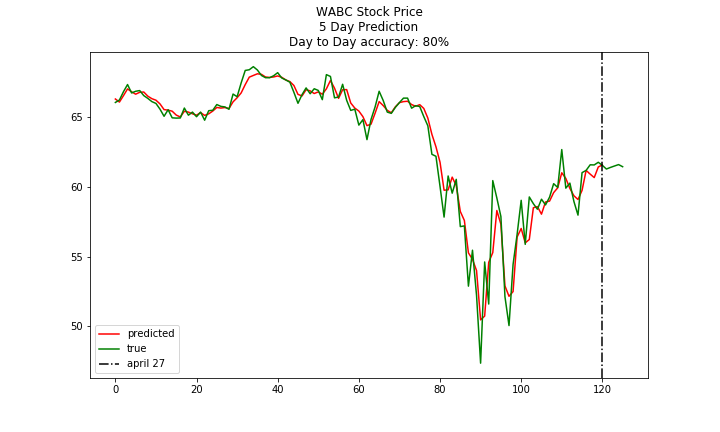 WABC Stock Price
5 Day Prediction
Day to Day accuracy: 80%
65
60
55
50
predicted
true
april 27
0 20 40 60 80 100 120